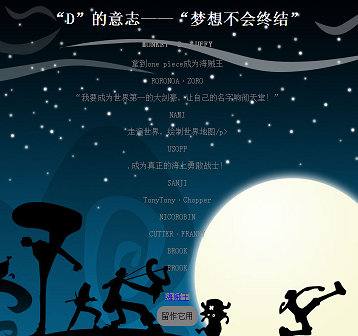 “D”的意志——“梦想不会终结”
拿到one piece成为海贼王
RORONOA·ZORO
“我要成为世界第一的大剑豪，让自己的名字响彻天堂！”
NAMI
走遍世界，绘制世界地图/p>
USOPP
成为真正的海上勇敢战士！
SANJI
TonyTony·Chopper
NICOROBIN
CUTTER·FRANK
BROOK
BROOK
海贼王
留作它用